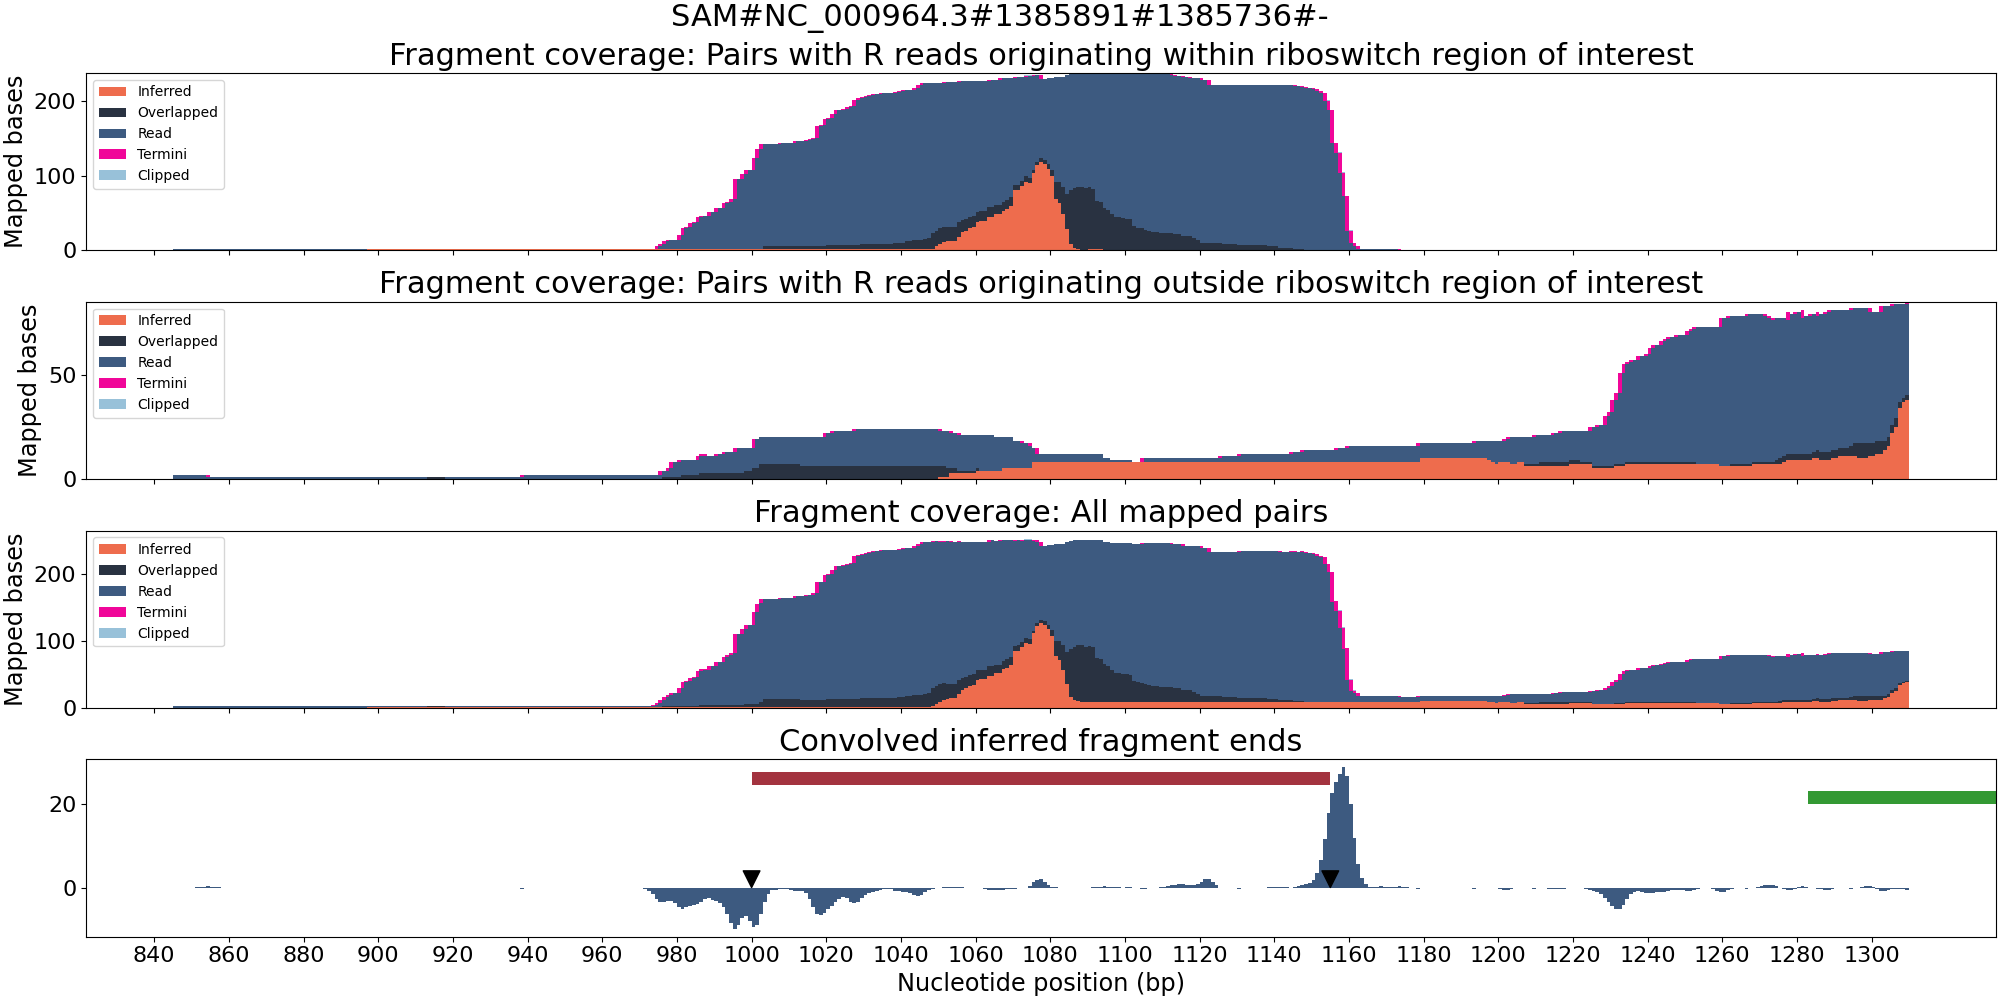 SAM#NC_000964.3#1385891#1385736#-
Fragment coverage: Pairs with R reads originating within riboswitch region of interest
Mapped bases
200
100
0
Inferred
Overlapped
Read
Termini
Clipped
Fragment coverage: Pairs with R reads originating outside riboswitch region of interest
Mapped bases
50
0
Inferred
Overlapped
Read
Termini
Clipped
Fragment coverage: All mapped pairs
Mapped bases
200
100
0
Inferred
Overlapped
Read
Termini
Clipped
Convolved inferred fragment ends
20
0
840 860 880 900 920 940 960 980 1000 1020 1040 1060 1080 1100 1120 1140 1160 1180 1200 1220 1240 1260 1280 1300
Nucleotide position (bp)